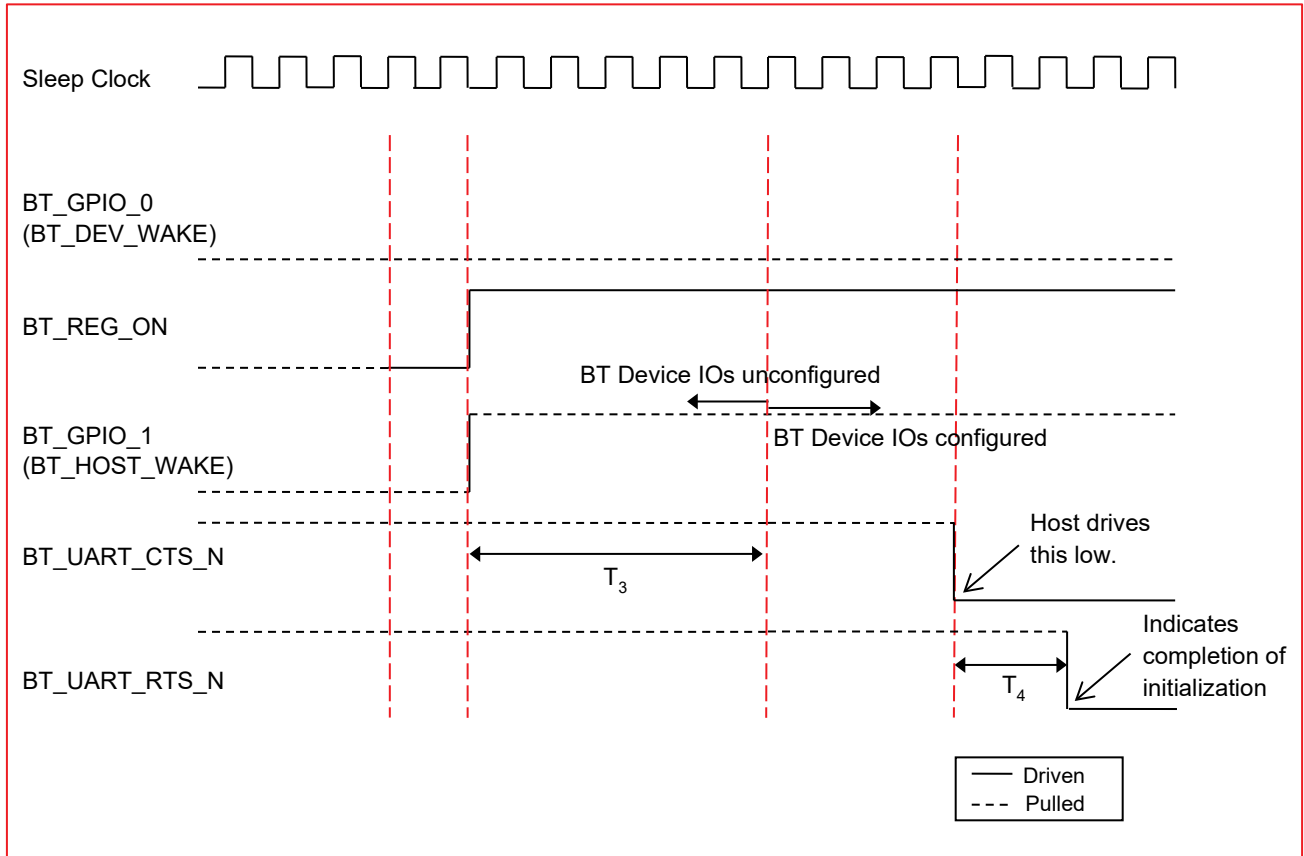 Sleep Clock
BT_GPIO_0
(BT_DEV_WAKE)
BT_REG_ON
BT Device IOs unconfigured
BT Device IOs configured
BT_GPIO_1
(BT_HOST_WAKE)
Host drives
this low.
BT_UART_CTS_N
T3
Indicates
completion of
initialization
BT_UART_RTS_N
T4
Driven
Pulled